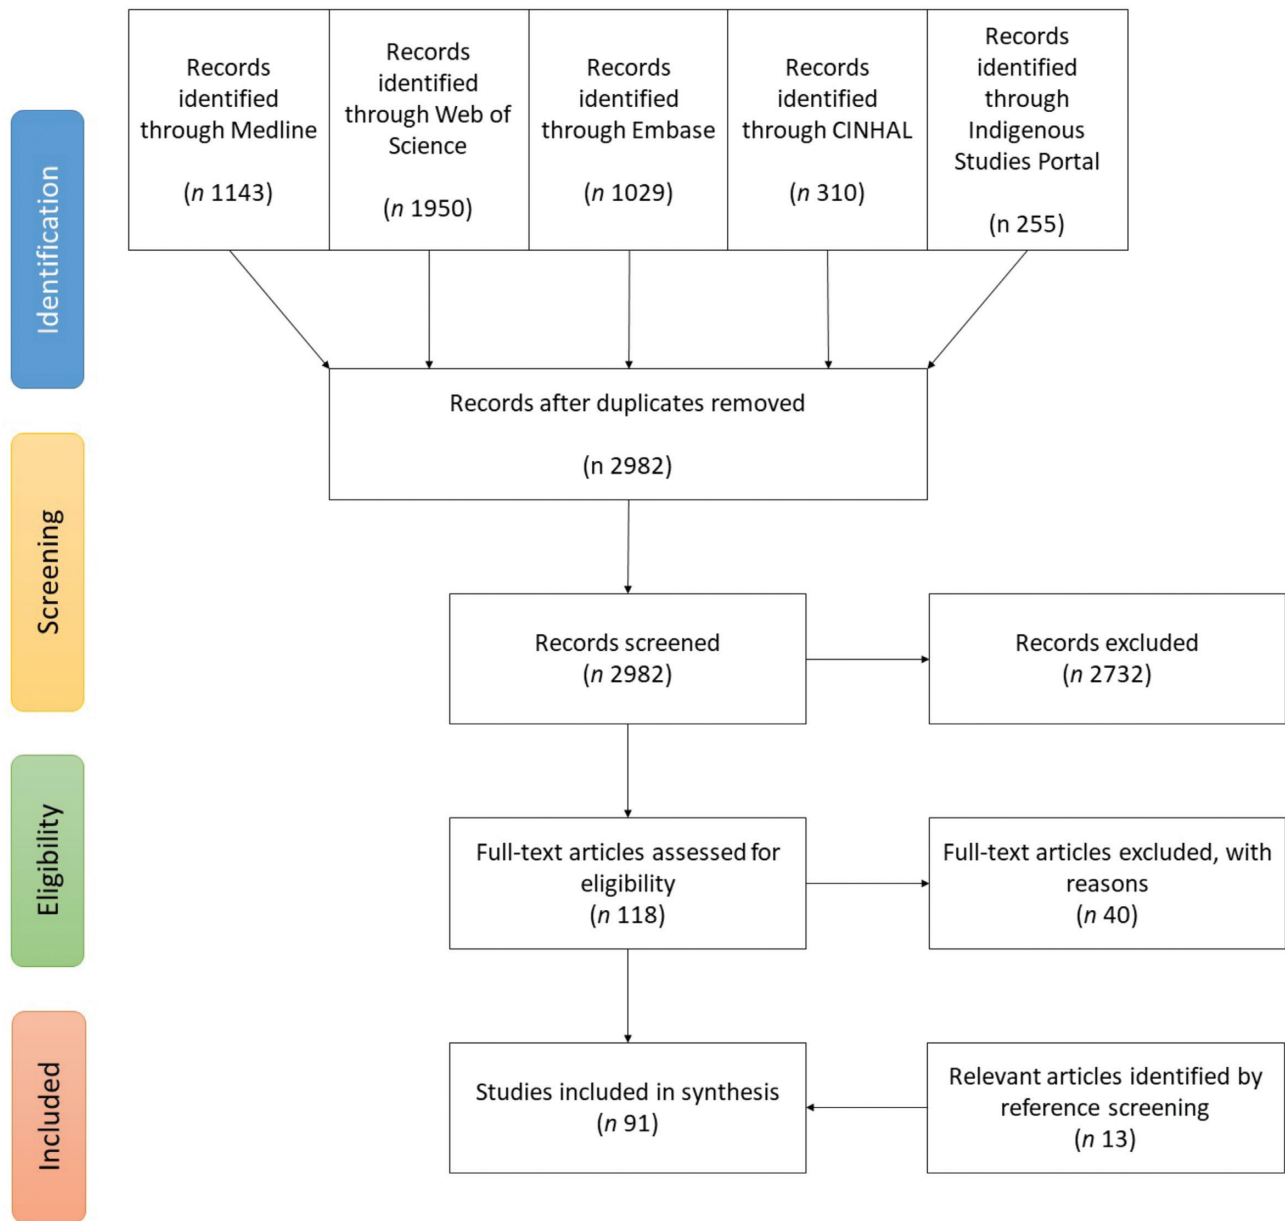 Records
identified
through Medline
(n 1143)
Records
identified
through Web of
Science
(n 1950)
Records
identified
through Embase
(n 1029)
Records
identified
through CINHAL
(n 310)
Records
identified
through
Indigenous
Studies Portal
(n 255)
Identification
Records after duplicates removed
(n 2982)
Screening
Records screened
(n 2982)
Records excluded
(n 2732)
Eligibility
Full-text articles assessed for
eligibility
(n 118)
Full-text articles excluded, with
reasons
(n 40)
Included
Studies included in synthesis
(n 91)
Relevant articles identified by
reference screening
(n 13)